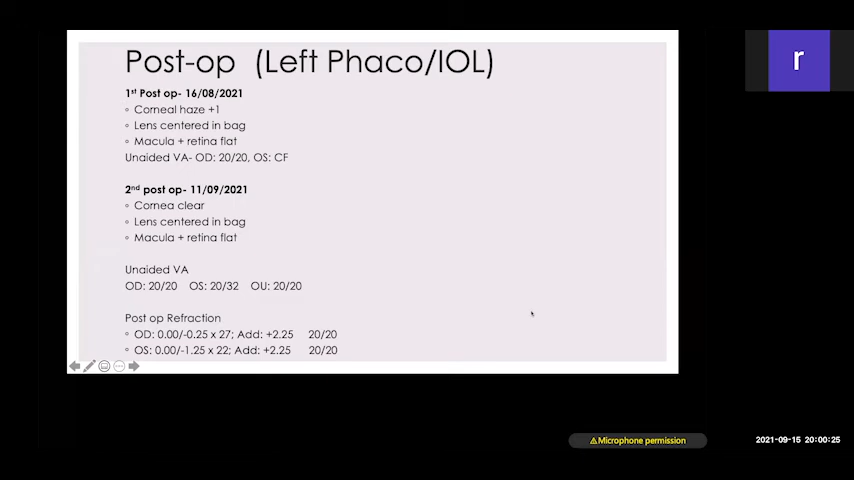 Post-op (Left Phaco/IOL)
1st Post op- 16/08/2021
◦ Corneal haze +1
◦ Lens centered in bag
◦ Macula + retina flat
Unaided VA- OD: 20/20, OS: CF
2nd post op- 11/09/2021
◦ Cornea clear
◦ Lens centered in bag
◦ Macula + retina flat
Unaided VA
OD: 20/20 OS: 20/32 OU: 20/20
Post op Refraction
◦ OD: 0.00/-0.25 x 27; Add: +2.25 20/20
◦ OS: 0.00/-1.25 x 22; Add: +2.25 20/20
r
⚠Microphone permission
2021-09-15 20:00:25